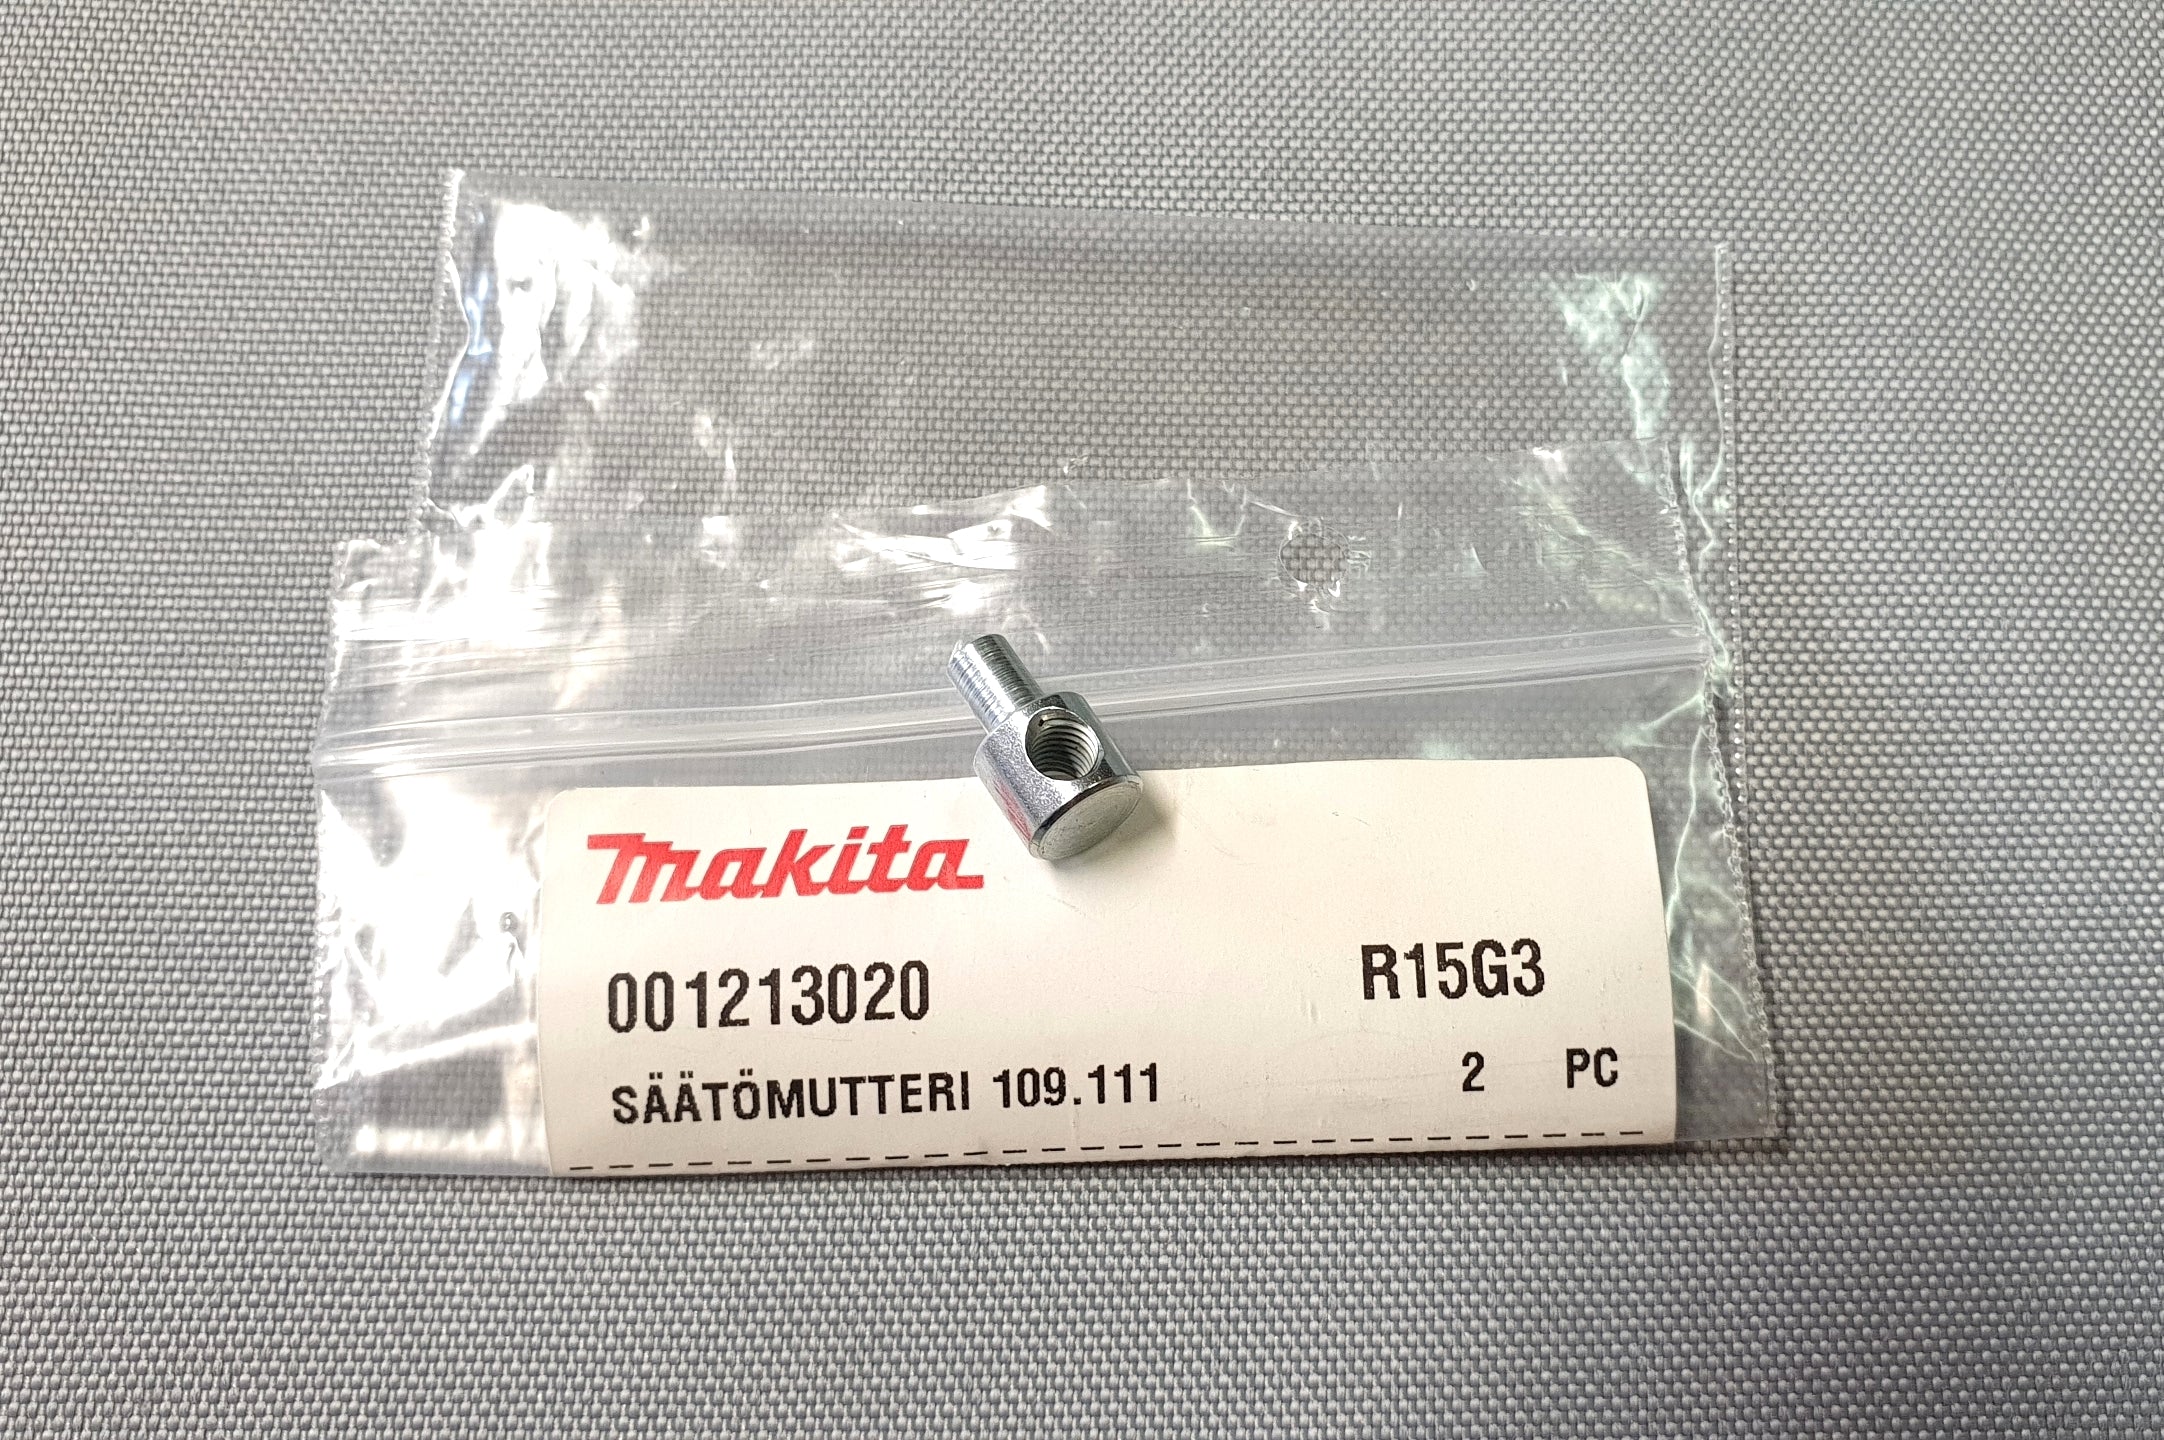 makita
001213020 R15G3
SÄÄTÖMUTTERI 109.111 2 PC